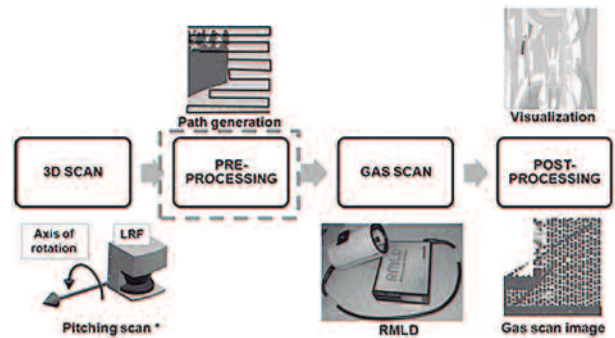 Path generation
Visualization
3D SCAN
PRE-
PROCESSING
GAS SCAN
POST-
PROCESSING
Axis of
rotation
LRF
Pitching scan *
RMLD
RMLD
Gas scan image